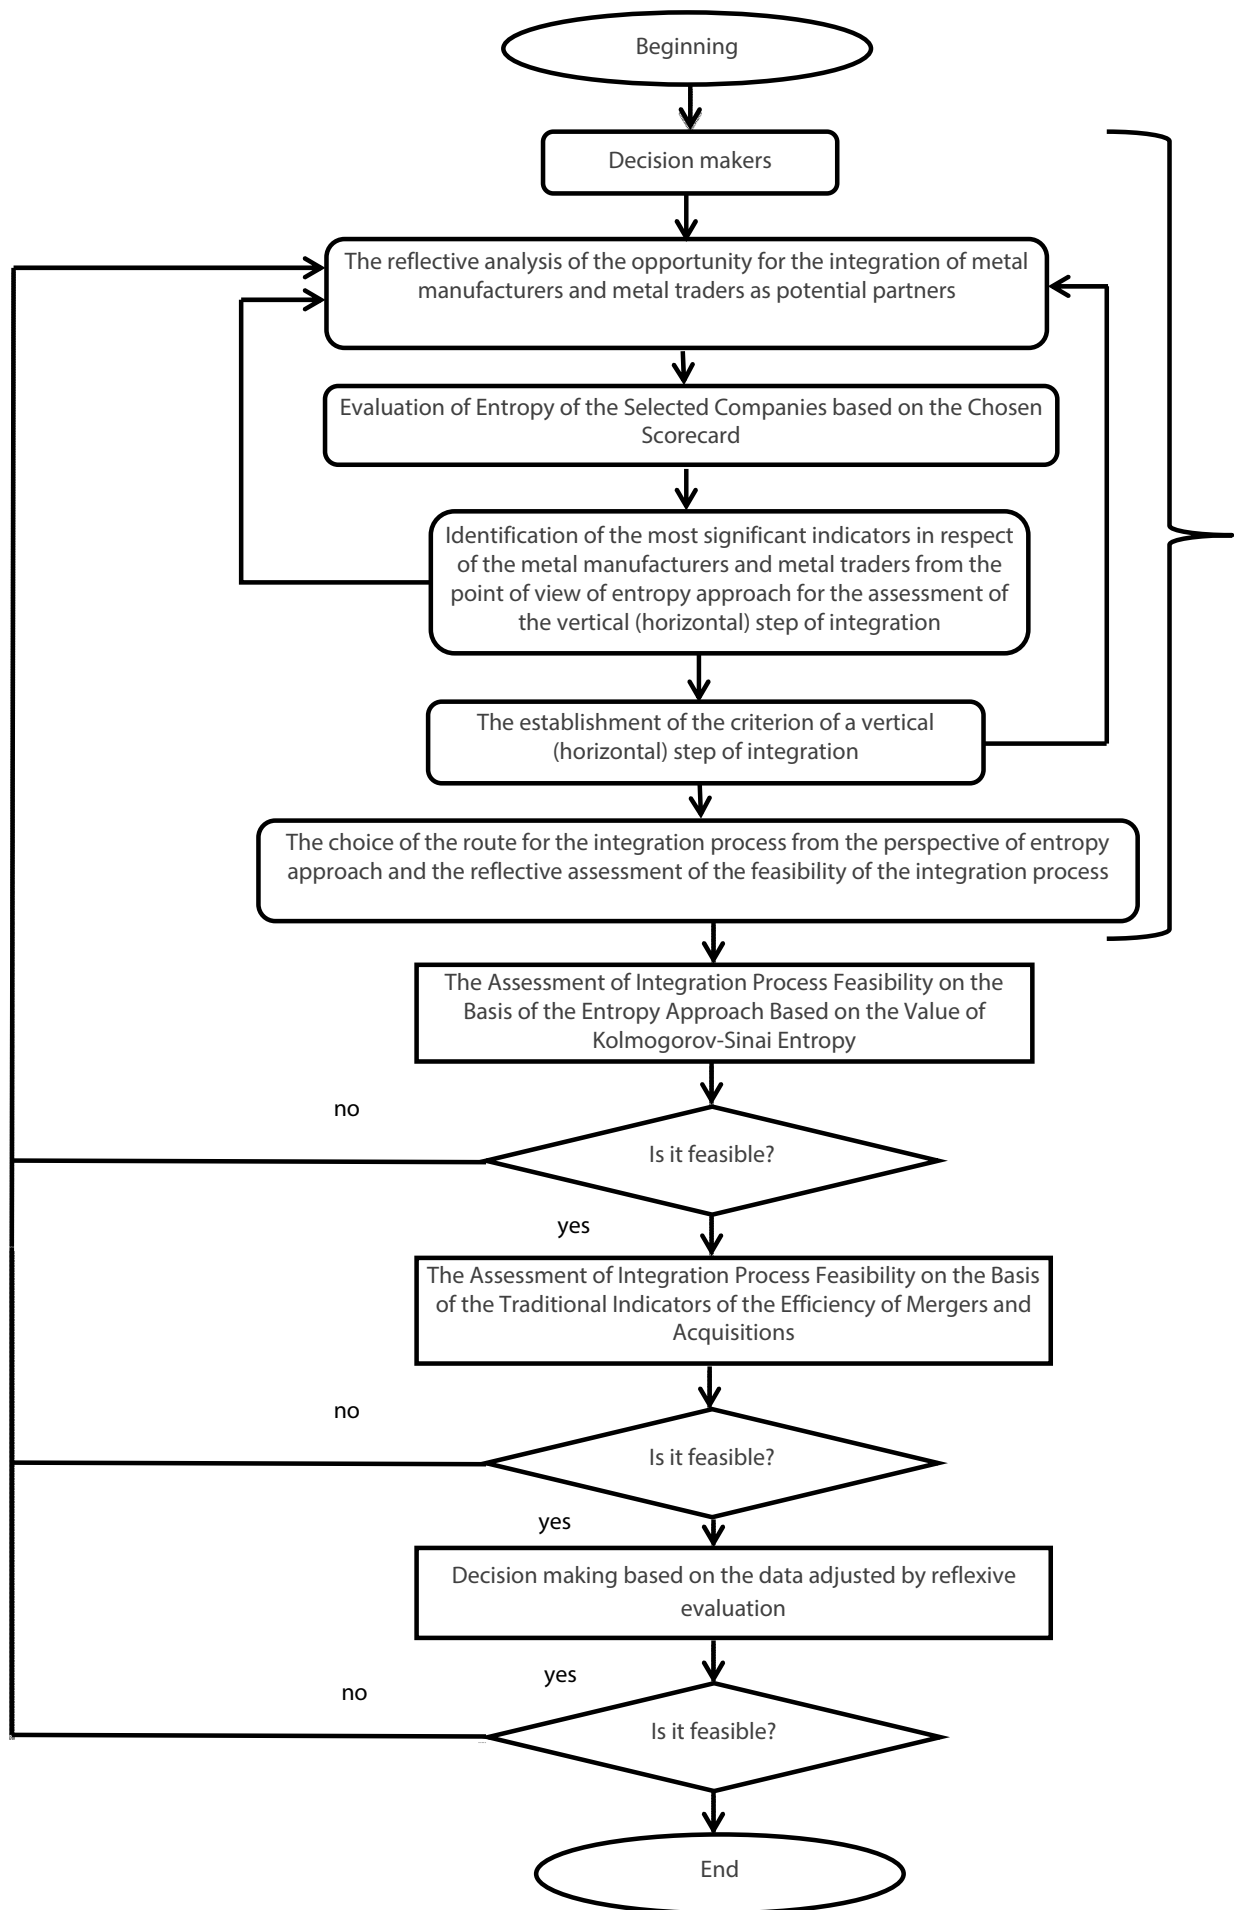 Beginning
Decision makers
The reflective analysis of the opportunity for the integration of metal
manufacturers and metal traders as potential partners
Evaluation of Entropy of the Selected Companies based on the Chosen
Scorecard
Identification of the most significant indicators in respect
of the metal manufacturers and metal traders from the
point of view of entropy approach for the assessment of
the vertical (horizontal) step of integration
The establishment of the criterion of a vertical
(horizontal) step of integration
The choice of the route for the integration process from the perspective of entropy
approach and the reflective assessment of the feasibility of the integration process
The Assessment of Integration Process Feasibility on the
Basis of the Entropy Approach Based on the Value of
Kolmogorov-Sinai Entropy
no
Is it feasible?
yes
The Assessment of Integration Process Feasibility on the Basis
of the Traditional Indicators of the Efficiency of Mergers and
Acquisitions
no
Is it feasible?
yes
Decision making based on the data adjusted by reflexive
evaluation
yes
no
Is it feasible?
End